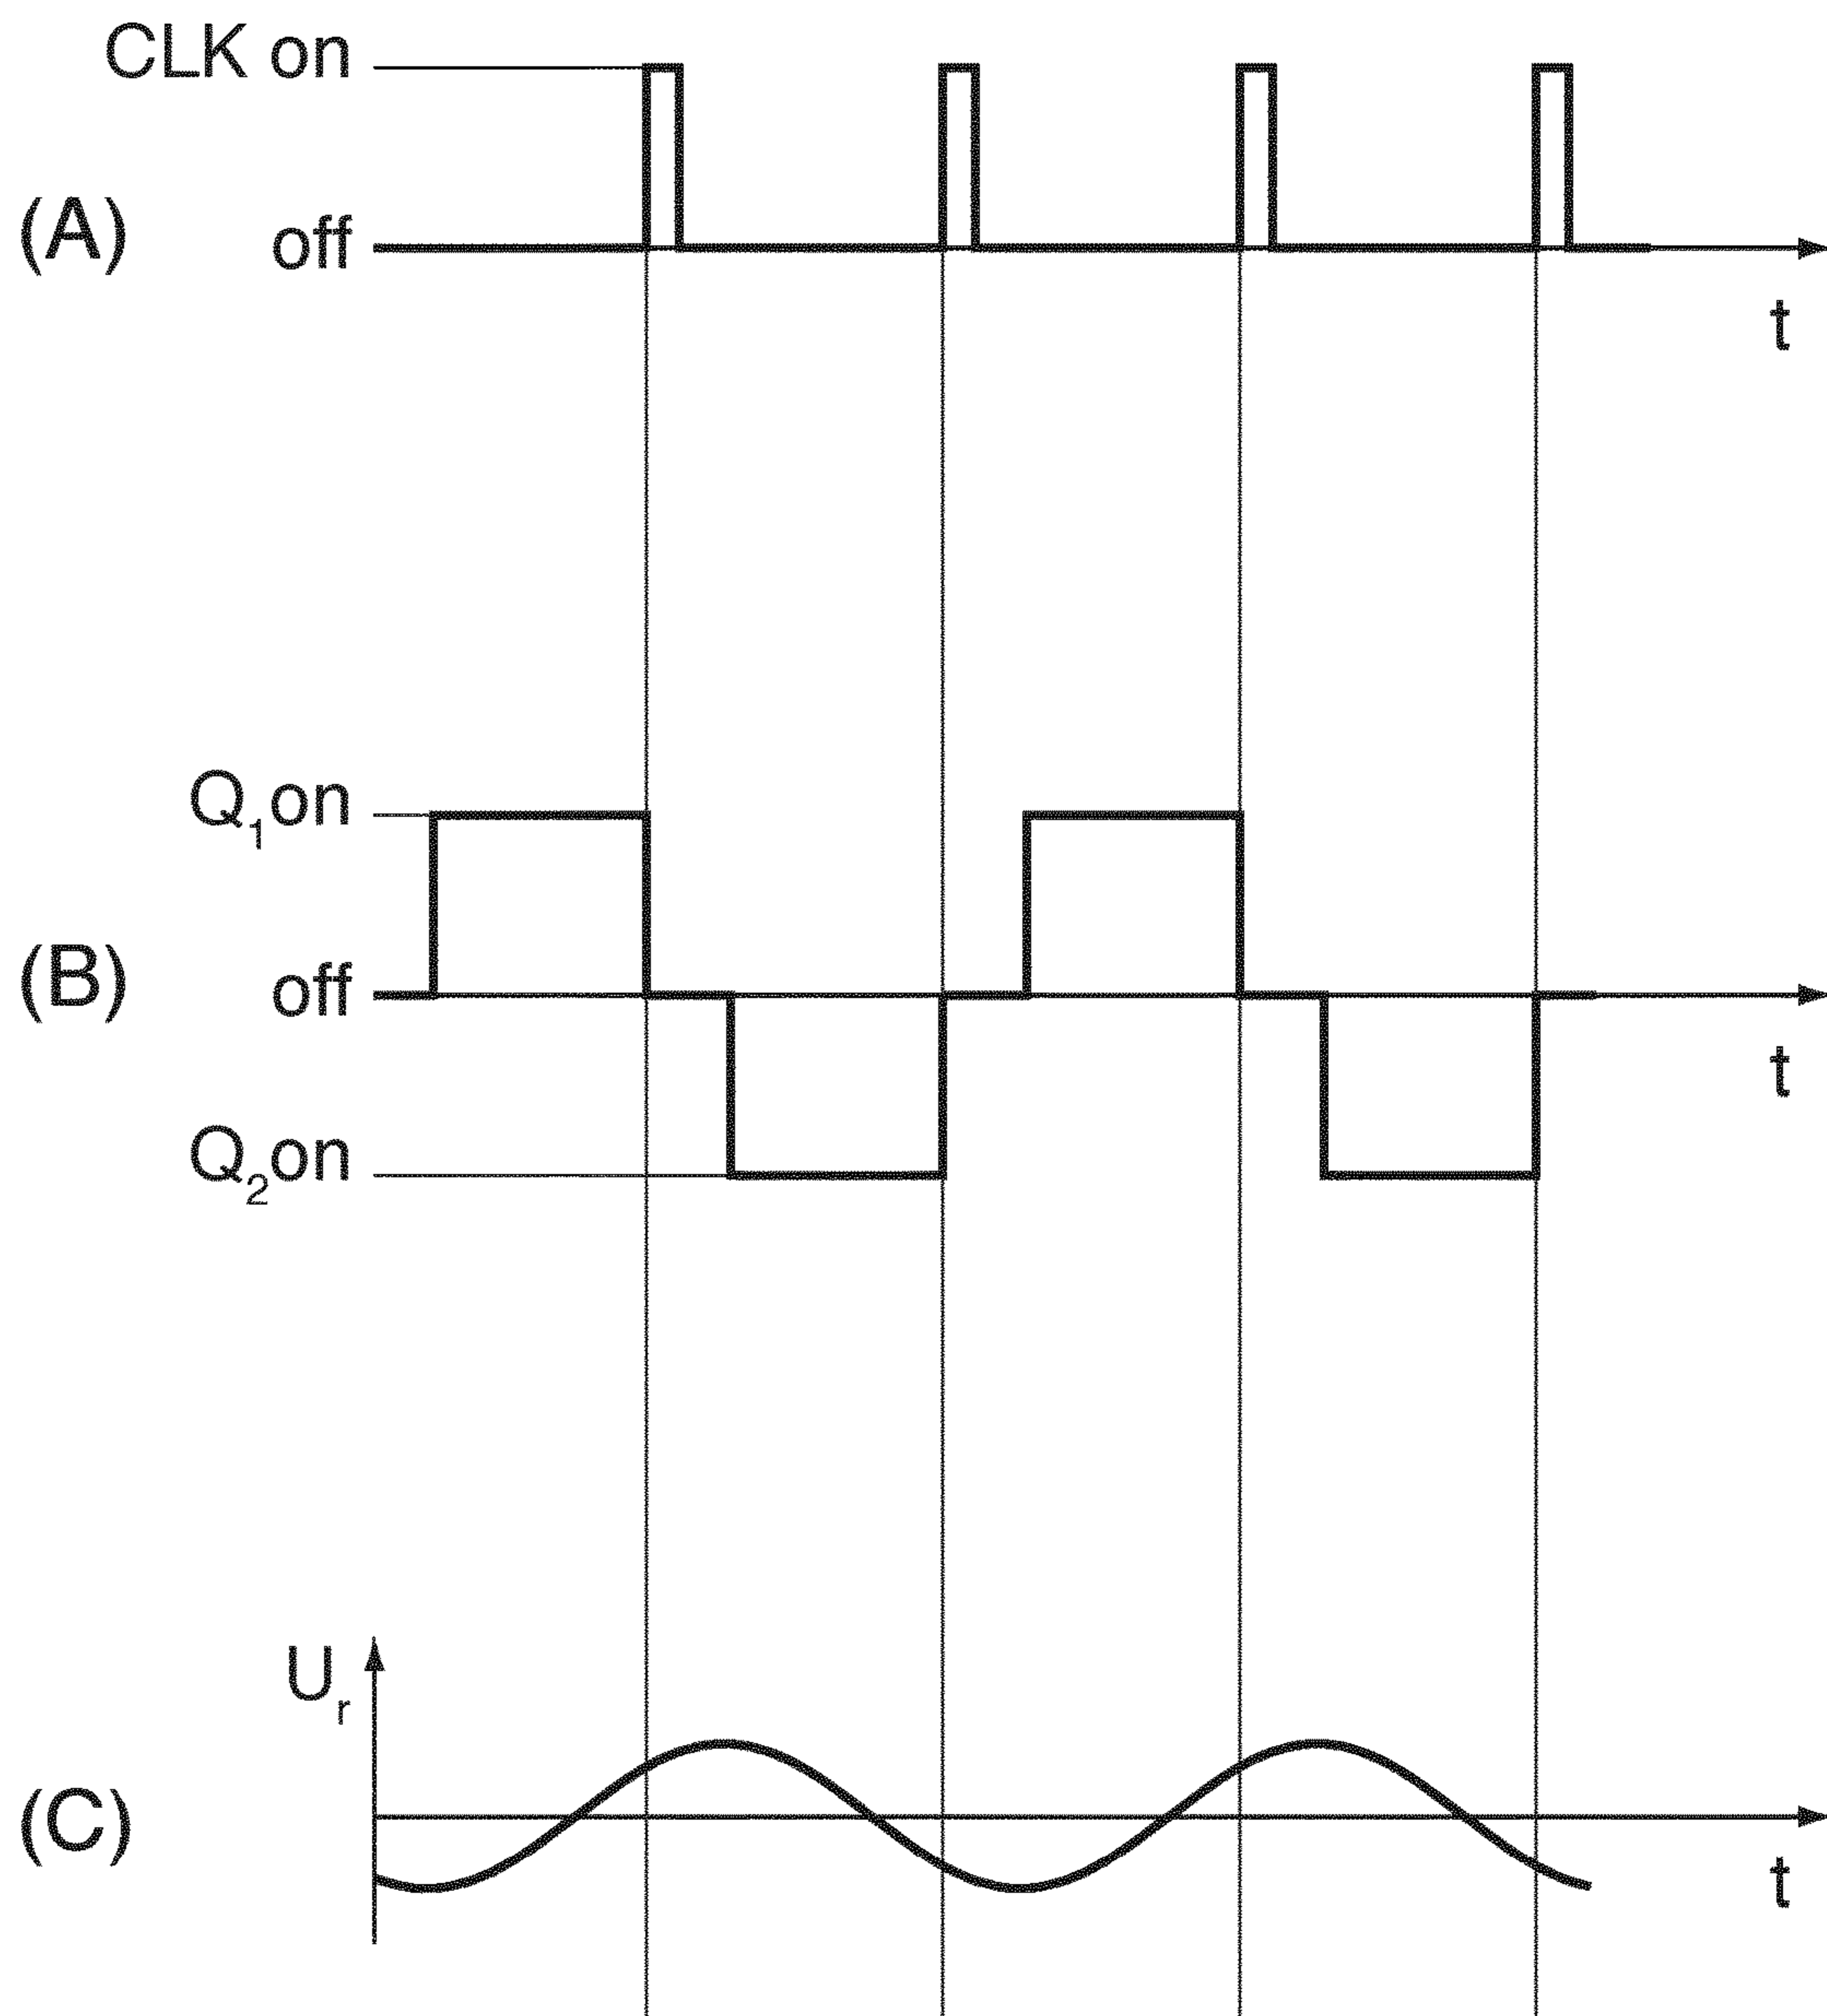 CLK on
(A)
off
t
Q₁on
(B)
off
t
Q₂on
Uᵣ
(C)
t